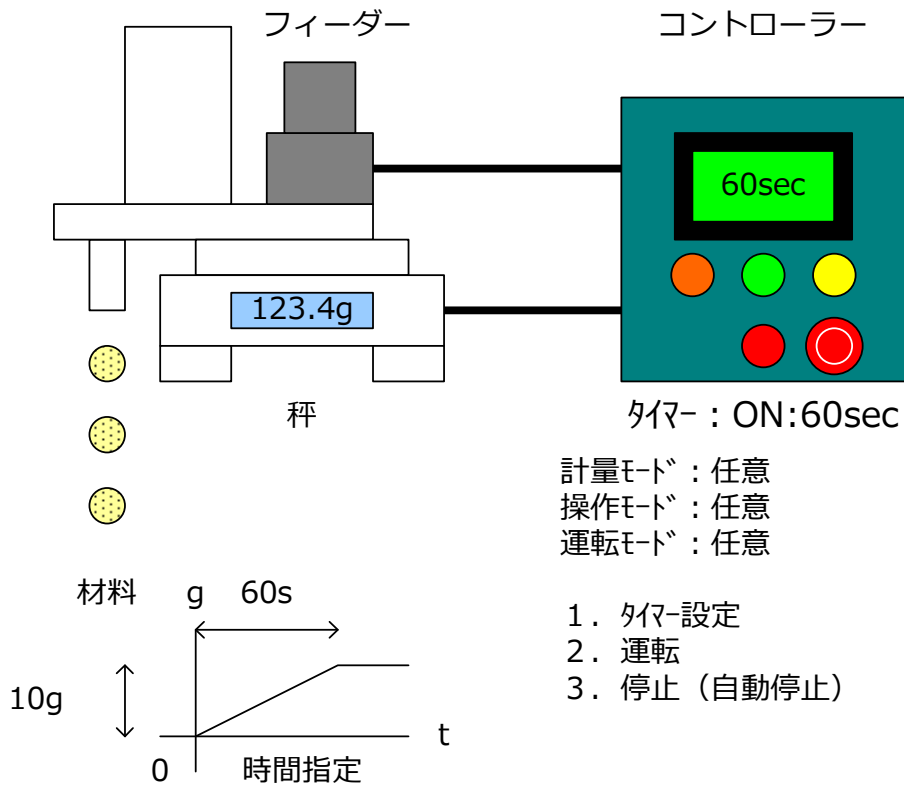 フィーダー
コントローラー
60sec
123.4g
秤
ﾀｲﾏｰ：ON:60sec
計量ﾓｰﾄﾞ：任意
操作ﾓｰﾄﾞ：任意
運転ﾓｰﾄﾞ：任意
材料
g
60s
10g
t
0
時間指定
1．ﾀｲﾏｰ設定
2．運転
3．停止（自動停止）